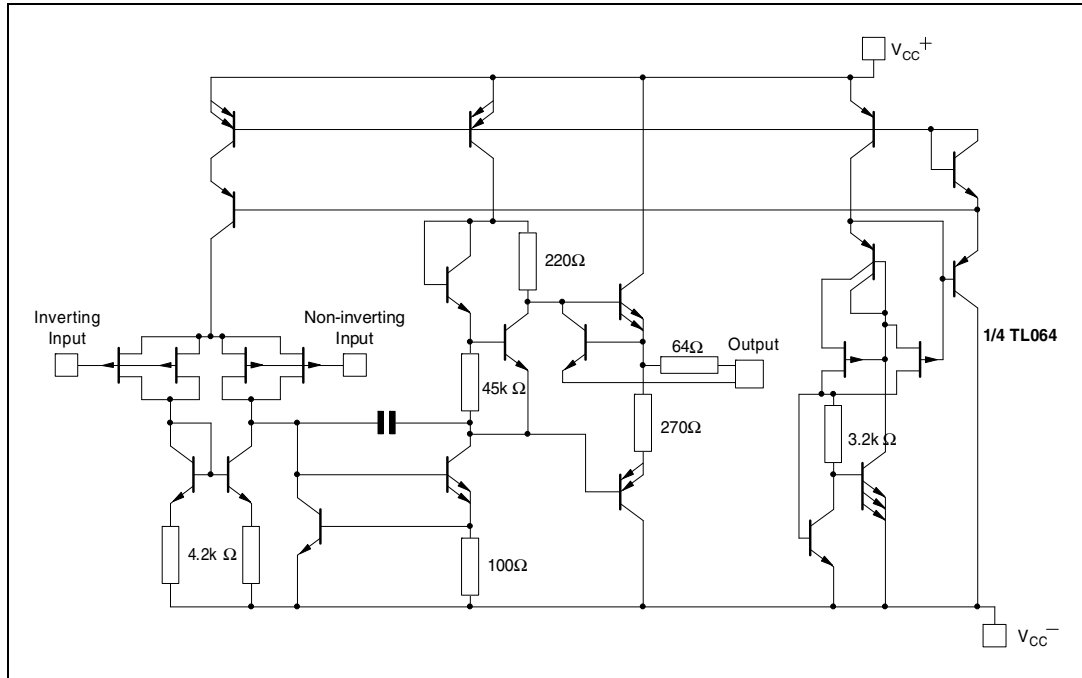 VCC+
220Ω
Inverting
Input
Non-inverting
Input
64Ω
Output
1/4 TL064
45k Ω
270Ω
3.2k Ω
4.2k Ω
100Ω
VCC−